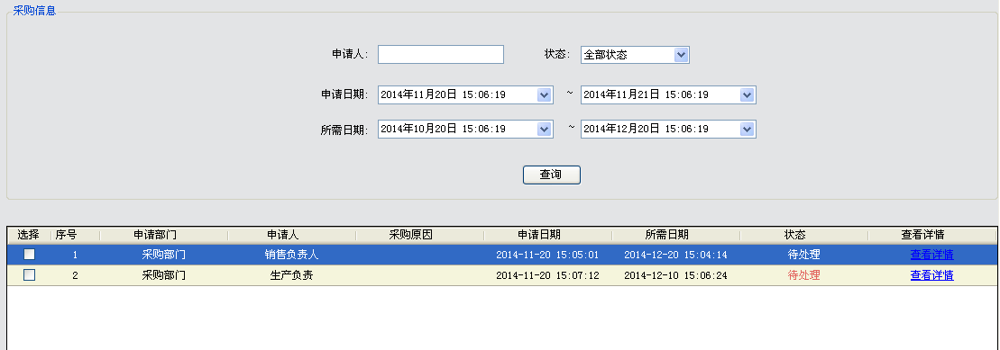 采购信息
申请人: 状态: 全部状态
申请日期: 2014年11月20日 15:06:19 ~ 2014年11月21日 15:06:19
所需日期: 2014年10月20日 15:06:19 ~ 2014年12月20日 15:06:19
查询
选择 序号 申请部门 申请人 采购原因 申请日期 所需日期 状态 查看详情
1 采购部门 销售负责人 2014-11-20 15:05:01 2014-12-20 15:04:14 待处理 查看详情
2 采购部门 生产负责 2014-11-20 15:07:12 2014-12-10 15:06:24 待处理 查看详情